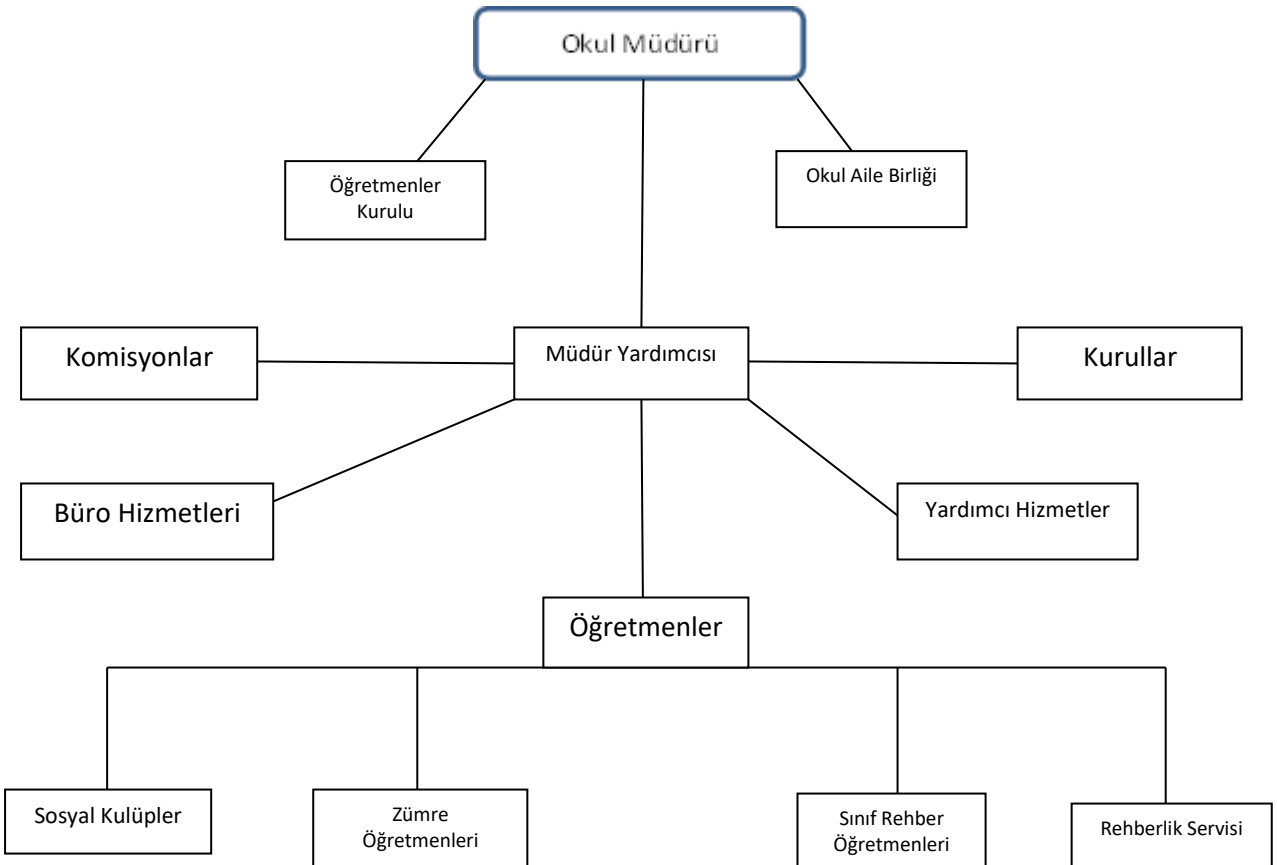 Okul Müdürü
Öğretmenler
Kurulu
Okul Aile Birliği
Komisyonlar
Müdür Yardımcısı
Kurullar
Büro Hizmetleri
Yardımcı Hizmetler
Öğretmenler
Sosyal Kulüpler
Zümre
Öğretmenleri
Sınıf Rehber
Öğretmenleri
Rehberlik Servisi